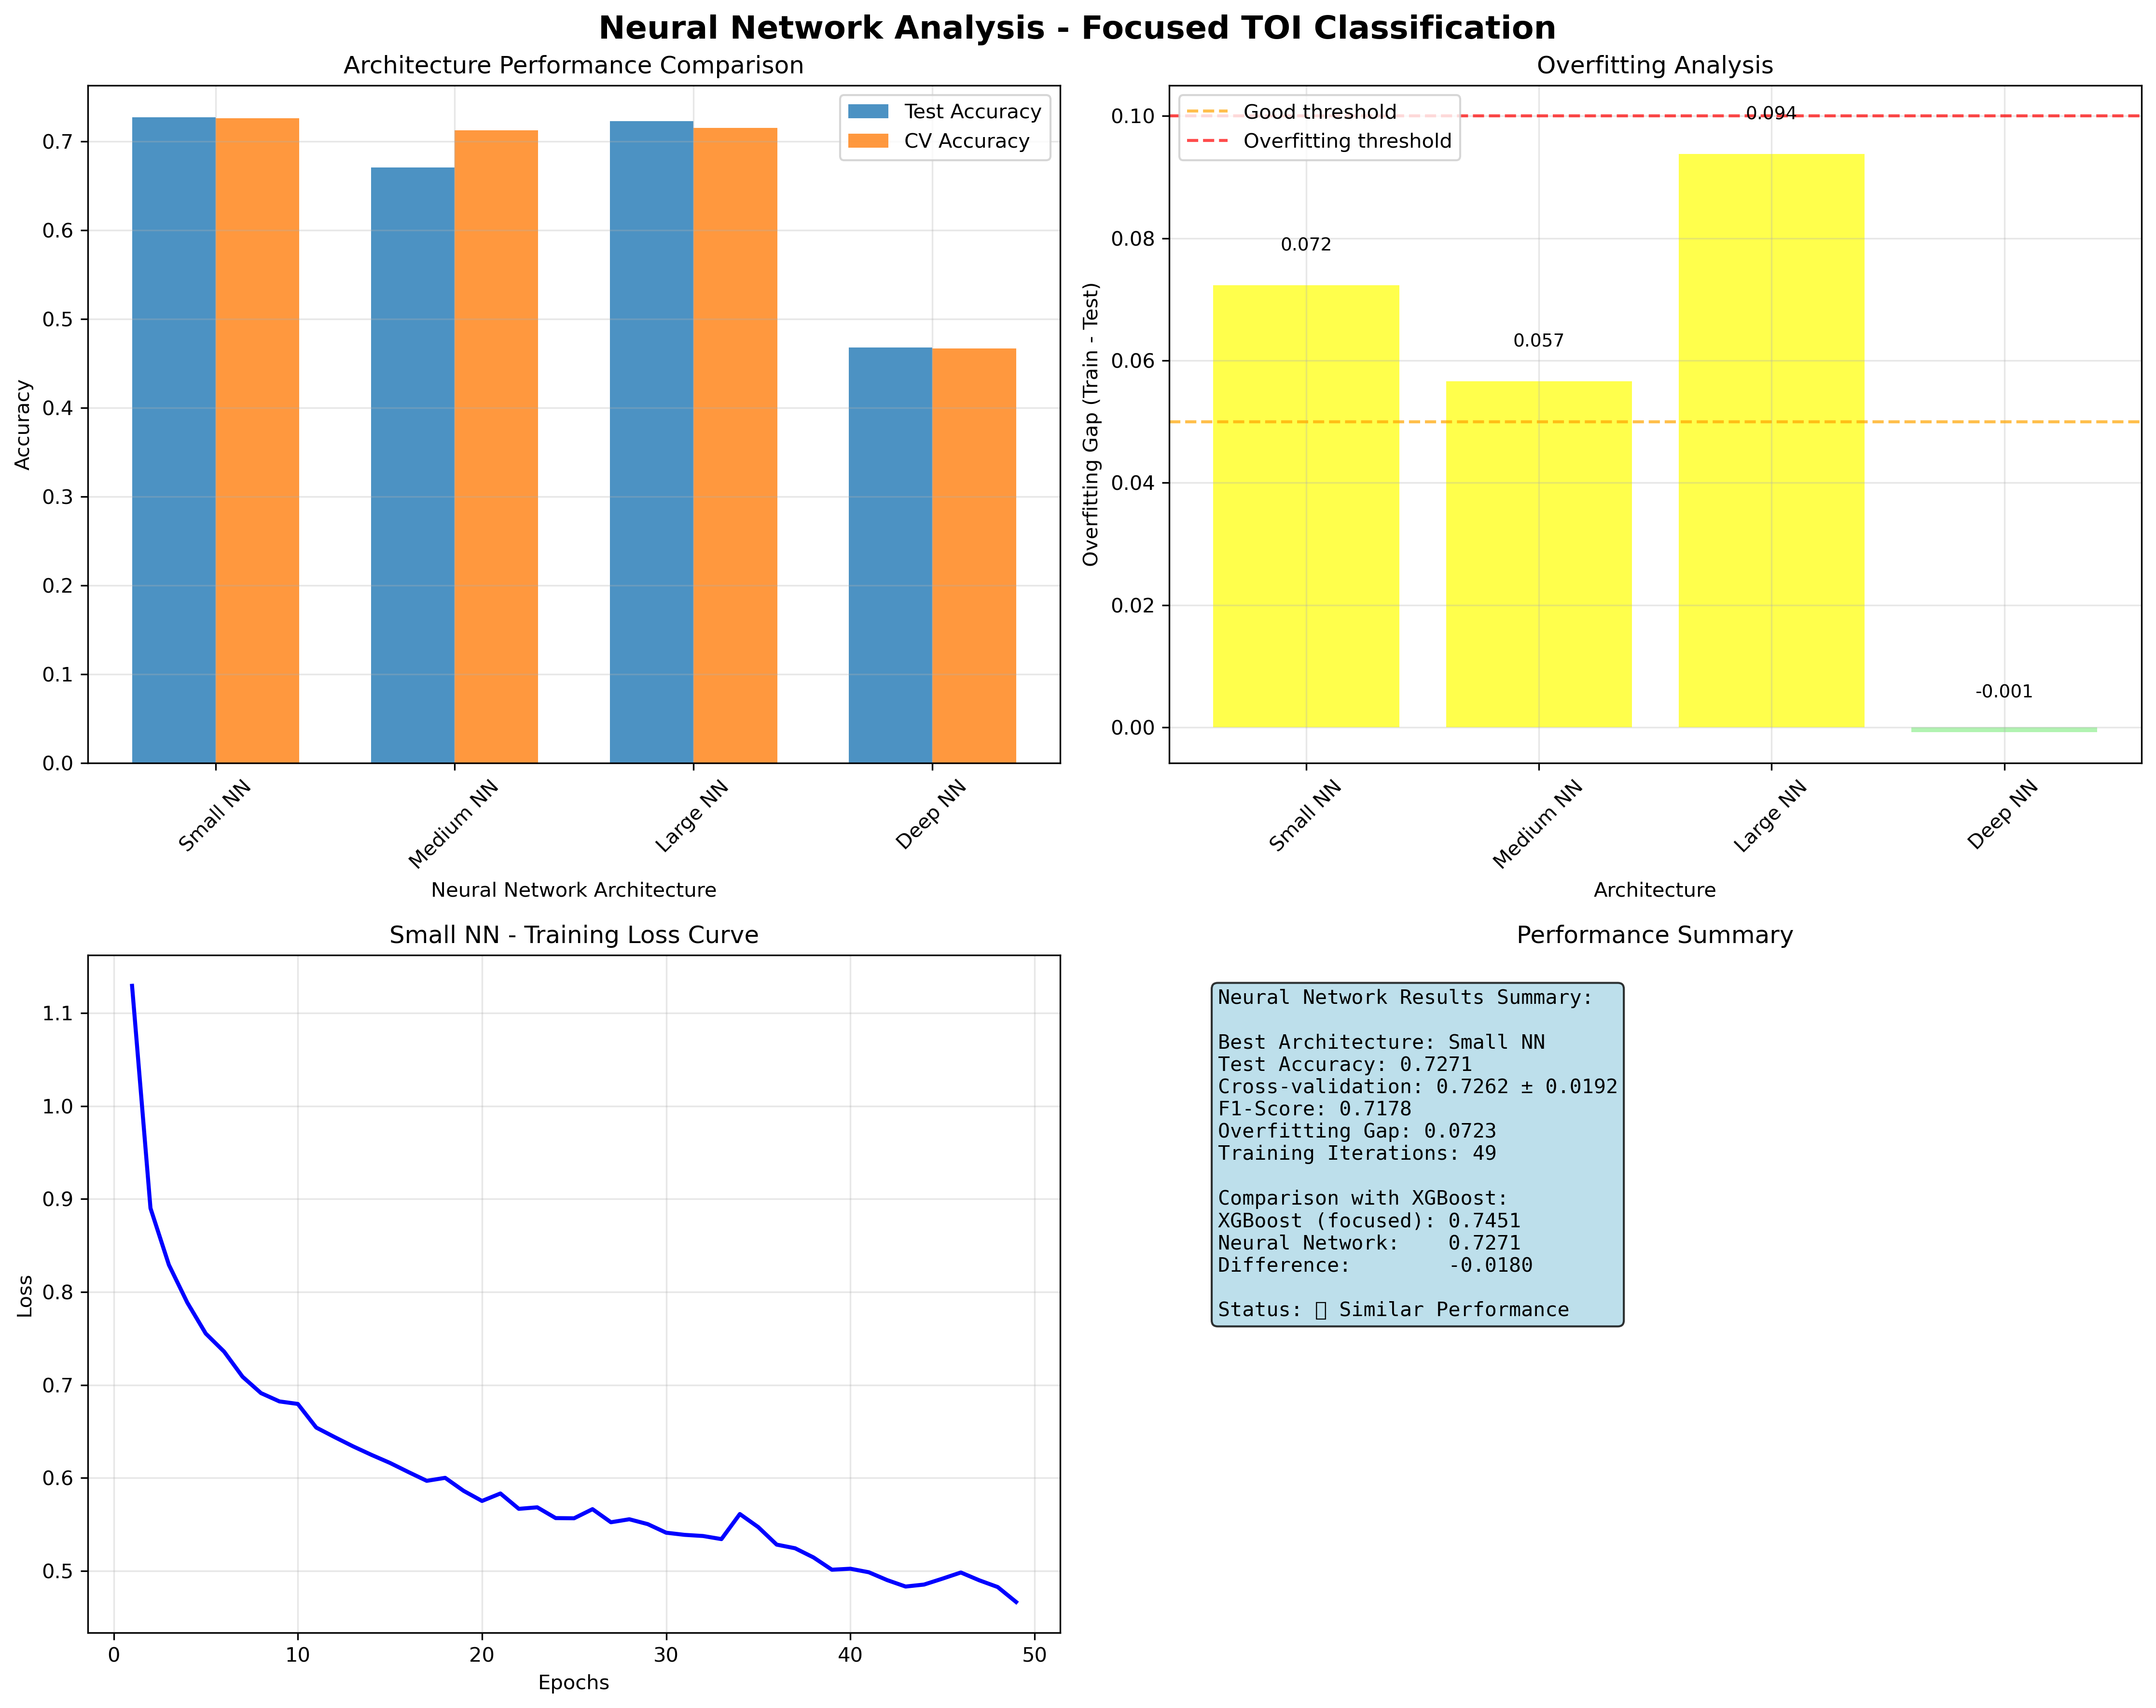 Neural Network Analysis - Focused TOI Classification
Architecture Performance Comparison
Test Accuracy
CV Accuracy
0.7
0.6
0.5
0.4
0.3
0.2
0.1
0.0
Accuracy
Small NN
Medium NN
Large NN
Deep NN
Neural Network Architecture
Overfitting Analysis
Good threshold
Overfitting threshold
0.10
0.08
0.06
0.04
0.02
0.00
Overfitting Gap (Train - Test)
0.072
0.057
0.094
-0.001
Small NN
Medium NN
Large NN
Deep NN
Architecture
Small NN - Training Loss Curve
1.1
1.0
0.9
0.8
0.7
0.6
0.5
Loss
0
10
20
30
40
50
Epochs
Performance Summary
Neural Network Results Summary:
Best Architecture: Small NN
Test Accuracy: 0.7271
Cross-validation: 0.7262 ± 0.0192
F1-Score: 0.7178
Overfitting Gap: 0.0723
Training Iterations: 49
Comparison with XGBoost:
XGBoost (focused): 0.7451
Neural Network: 0.7271
Difference: -0.0180
Status: Similar Performance